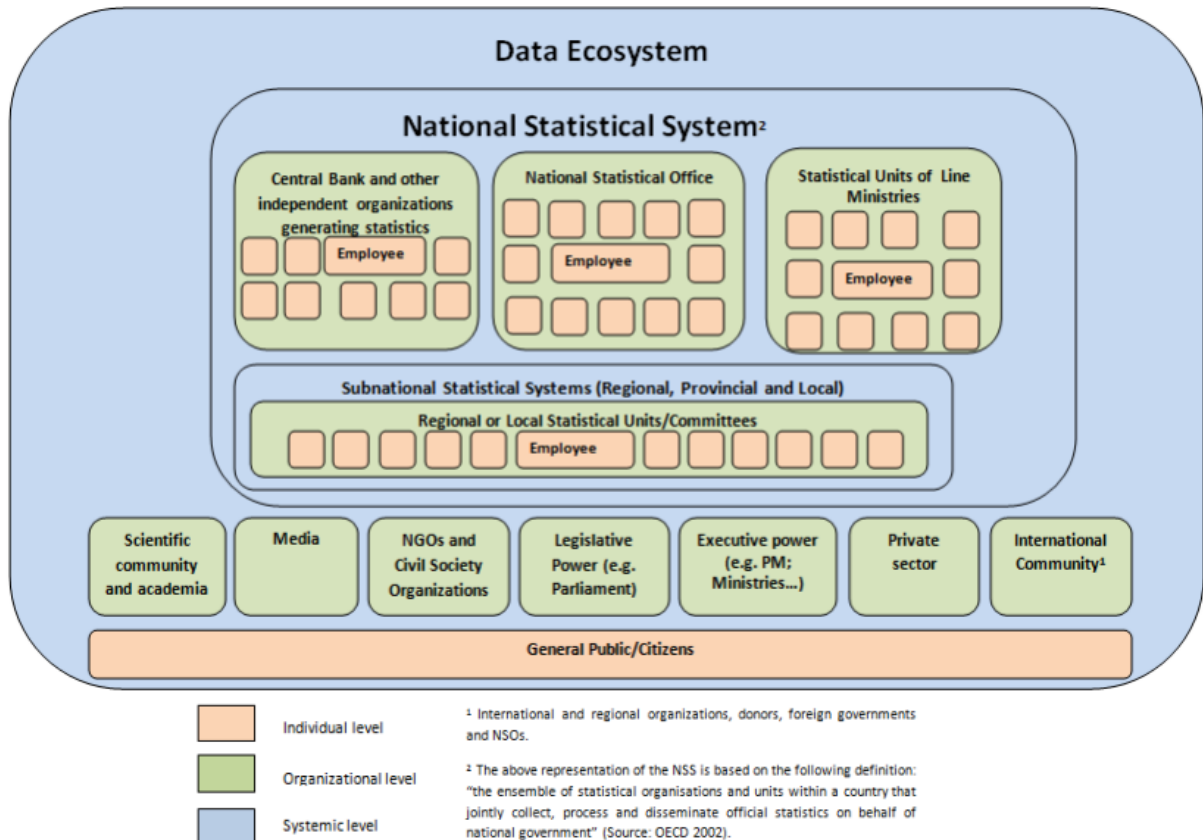 Data Ecosystem
National Statistical System²
Central Bank and other
independent organizations
generating statistics
Employee
National Statistical Office
Employee
Statistical Units of Line
Ministries
Employee
Subnational Statistical Systems (Regional, Provincial and Local)
Regional or Local Statistical Units/Committees
Employee
Scientific
community
and academia
Media
NGOs and
Civil Society
Organizations
Legislative
Power (e.g.
Parliament)
Executive power
(e.g. PM;
Ministries...)
Private
sector
International
Community¹
General Public/Citizens
Individual level
Organizational level
Systemic level
¹ International and regional organizations, donors, foreign governments
and NSOs.
² The above representation of the NSS is based on the following definition:
“the ensemble of statistical organisations and units within a country that
jointly collect, process and disseminate official statistics on behalf of
national government” (Source: OECD 2002).